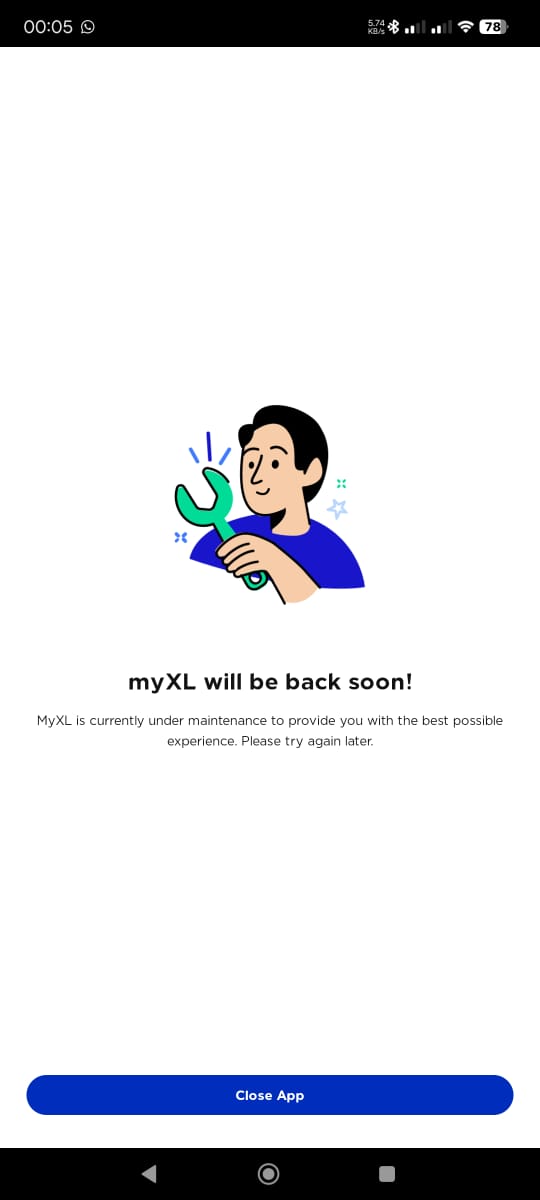 00:05
5.74
KB/s
78
myXL will be back soon!
MyXL is currently under maintenance to provide you with the best possible
experience. Please try again later.
Close App